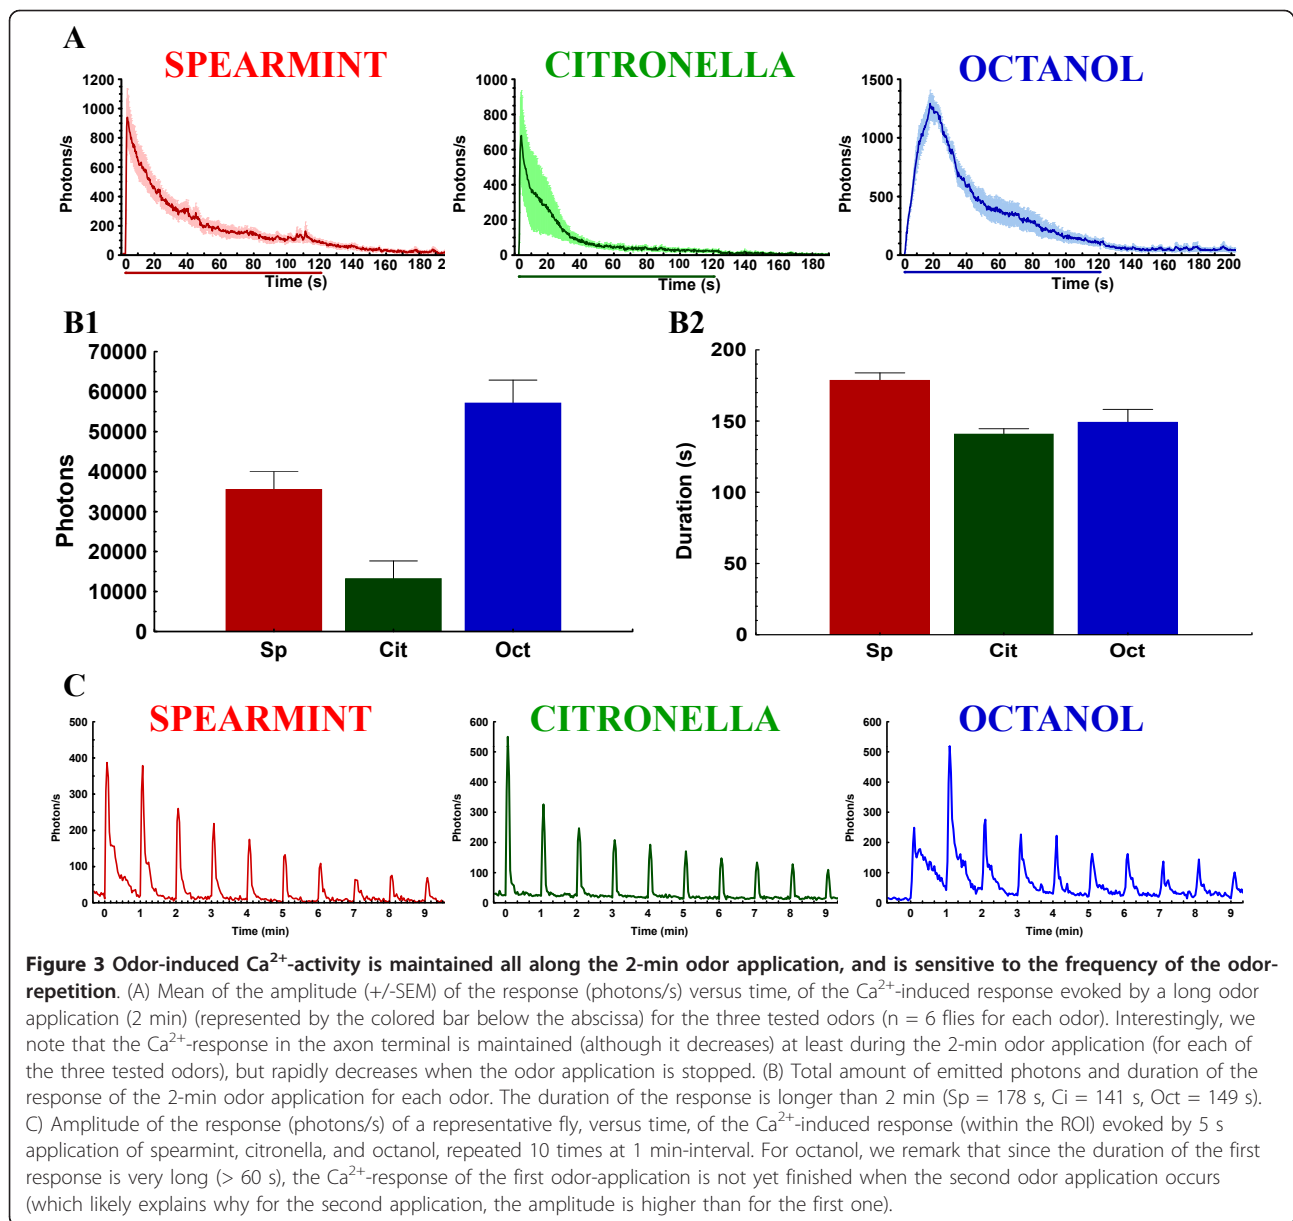 A
SPEARMINT
CITRONELLA
OCTANOL
1200
1000
800
600
400
200
0
Photons/s
0 20 40 60 80 100 120 140 160 180 2
Time (s)
1000
800
600
400
200
0
Photons/s
0 20 40 60 80 100 120 140 160 180
Time (s)
1500
1000
500
0
Photons/s
0 20 40 60 80 100 120 140 160 180 200
Time (s)
B1
70000
60000
50000
40000
30000
20000
10000
0
Photons
Sp Cit Oct
B2
200
150
100
50
0
Duration (s)
Sp Cit Oct
C
SPEARMINT
CITRONELLA
OCTANOL
500
400
300
200
100
0
Photon/s
0 1 2 3 4 5 6 7 8 9
Time (min)
600
500
400
300
200
100
0
Photon/s
0 1 2 3 4 5 6 7 8 9
Time (min)
600
500
400
300
200
100
0
Photon/s
0 1 2 3 4 5 6 7 8 9
Time (min)
Figure 3 Odor-induced Ca²⁺-activity is maintained all along the 2-min odor application, and is sensitive to the frequency of the odor-
repetition. (A) Mean of the amplitude (+/-SEM) of the response (photons/s) versus time, of the Ca²⁺-induced response evoked by a long odor
application (2 min) (represented by the colored bar below the abscissa) for the three tested odors (n = 6 flies for each odor). Interestingly, we
note that the Ca²⁺-response in the axon terminal is maintained (although it decreases) at least during the 2-min odor application (for each of
the three tested odors), but rapidly decreases when the odor application is stopped. (B) Total amount of emitted photons and duration of the
response of the 2-min odor application for each odor. The duration of the response is longer than 2 min (Sp = 178 s, Ci = 141 s, Oct = 149 s).
C) Amplitude of the response (photons/s) of a representative fly, versus time, of the Ca²⁺-induced response (within the ROI) evoked by 5 s
application of spearmint, citronella, and octanol, repeated 10 times at 1 min-interval. For octanol, we remark that since the duration of the first
response is very long (> 60 s), the Ca²⁺-response of the first odor-application is not yet finished when the second odor application occurs
(which likely explains why for the second application, the amplitude is higher than for the first one).